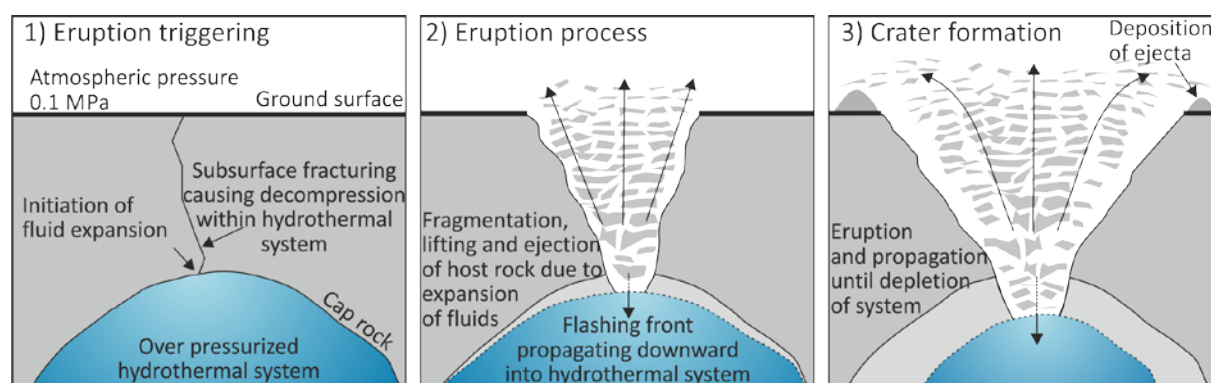 1) Eruption triggering
Atmospheric pressure
0.1 MPa
Ground surface
Subsurface fracturing
causing decompression
within hydrothermal
system
Initiation of
fluid expansion
Cap rock
Over pressurized
hydrothermal system
2) Eruption process
Fragmentation,
lifting and ejection
of host rock due to
expansion
of fluids
Flashing front
propagating downward
into hydrothermal system
3) Crater formation
Deposition
of ejecta
Eruption
and propagation
until depletion
of system